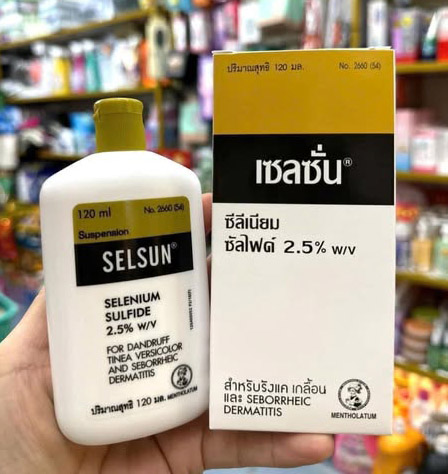 120 ml No. 2660 (54)
Suspension
SELSUN®
SELENIUM
SULFIDE
2.5% W/V
FOR DANDRUFF
TINEA VERSICOLOR
AND SEBORRHEIC
DERMATITIS
ปริมาณสุทธิ 120 มล.
MENTHOLATUM
ปริมาณสุทธิ 120 มล. No. 2660 (54)
เซลซั่น®
ซีลีเนียม
ซัลไฟด์ 2.5% W/V
สำหรับรังแค เกลื้อน
และ SEBORRHEIC
DERMATITIS
MENTHOLATUM